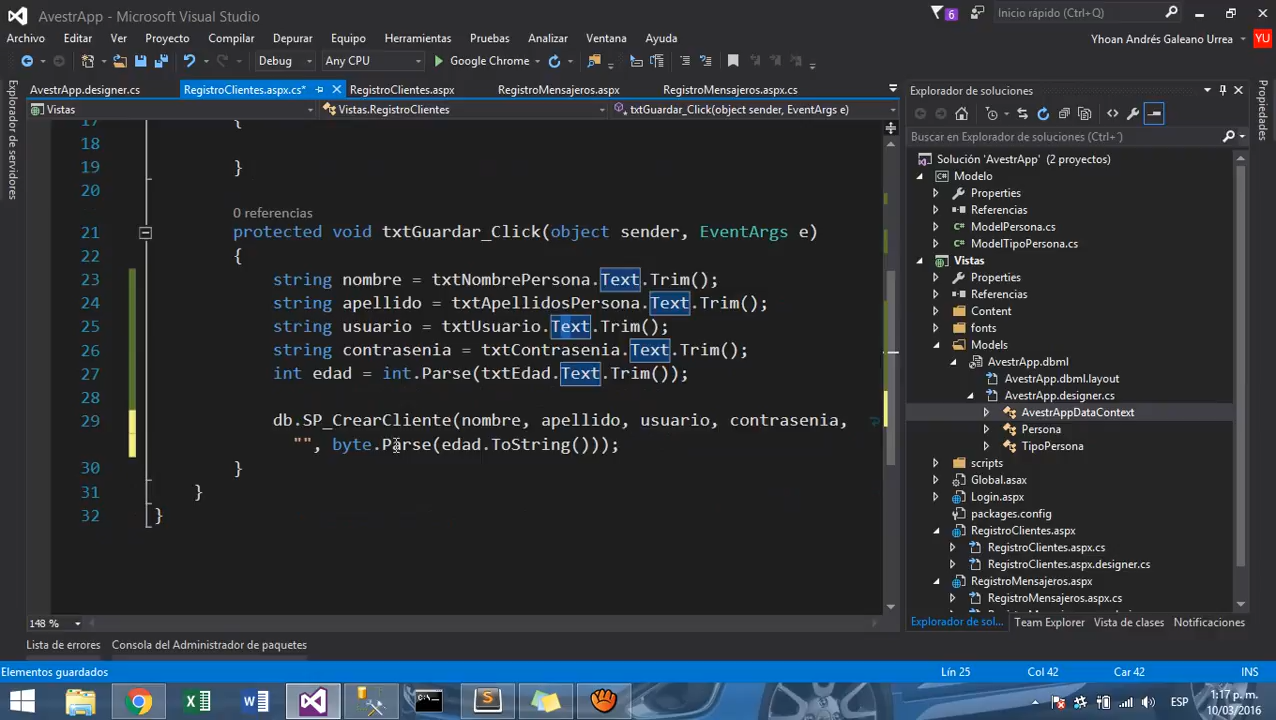 AvestrApp - Microsoft Visual Studio
6
Inicio rápido (Ctrl+Q)
Archivo Editar Ver Proyecto Compilar Depurar Equipo Herramientas Pruebas Analizar Ventana Ayuda
Yhoan Andrés Galeano Urrea YU
Debug Any CPU Google Chrome
AvestrApp.designer.cs RegistroClientes.aspx.cs* RegistroClientes.aspx RegistroMensajeros.aspx RegistroMensajeros.aspx.cs
Vistas Vistas.RegistroClientes txtGuardar_Click(object sender, EventArgs e)
Explorador de servidores
17 {
18
19 }
20
0 referencias
21 protected void txtGuardar_Click(object sender, EventArgs e)
22 {
23 string nombre = txtNombrePersona.Text.Trim();
24 string apellido = txtApellidosPersona.Text.Trim();
25 string usuario = txtUsuario.Text.Trim();
26 string contrasenia = txtContrasenia.Text.Trim();
27 int edad = int.Parse(txtEdad.Text.Trim());
28
29 db.SP_CrearCliente(nombre, apellido, usuario, contrasenia,
"", byte.Parse(edad.ToString()));
30 }
31 }
32 }
148 %
Explorador de soluciones
Buscar en Explorador de soluciones (Ctrl+´)
Solución 'AvestrApp' (2 proyectos)
Modelo
Properties
Referencias
ModelPersona.cs
ModelTipoPersona.cs
Vistas
Properties
Referencias
Content
fonts
Models
AvestrApp.dbml
AvestrApp.dbml.layout
AvestrApp.designer.cs
AvestrAppDataContext
Persona
TipoPersona
scripts
Global.asax
Login.aspx
packages.config
RegistroClientes.aspx
RegistroClientes.aspx.cs
RegistroClientes.aspx.designer.cs
RegistroMensajeros.aspx
RegistroMensajeros.aspx.cs
Explorador de sol... Team Explorer Vista de clases Notificaciones
Propiedades
Lista de errores Consola del Administrador de paquetes
Elementos guardados Lín 25 Col 42 Car 42 INS
ESP
1:17 p. m.
10/03/2016